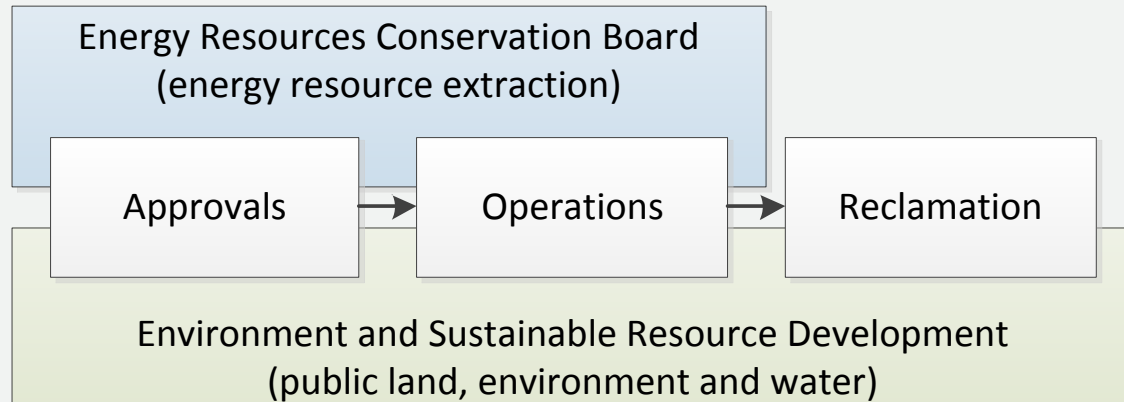 Energy Resources Conservation Board
(energy resource extraction)
Approvals
Operations
Reclamation
Environment and Sustainable Resource Development
(public land, environment and water)